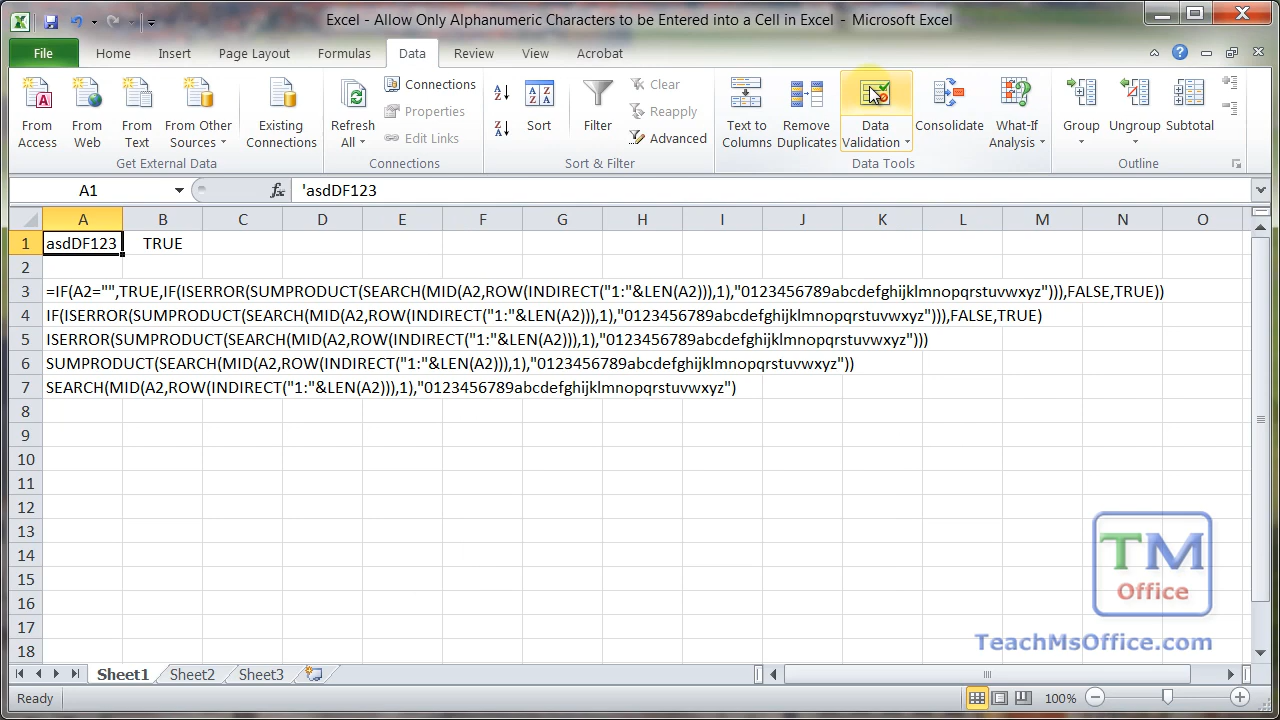 Excel - Allow Only Alphanumeric Characters to be Entered into a Cell in Excel - Microsoft Excel
File Home Insert Page Layout Formulas Data Review View Acrobat
From Access
From Web
From Text
From Other Sources
Existing Connections
Get External Data
Refresh All
Connections
Properties
Edit Links
Connections
Sort
Filter
Clear
Reapply
Advanced
Sort & Filter
Text to Columns
Remove Duplicates
Data Validation
Consolidate
What-If Analysis
Data Tools
Group
Ungroup
Subtotal
Outline
A1 fx 'asdDF123
A B C D E F G H I J K L M N O
1 asdDF123 TRUE
2
3 =IF(A2="",TRUE,IF(ISERROR(SUMPRODUCT(SEARCH(MID(A2,ROW(INDIRECT("1:"&LEN(A2))),1),"0123456789abcdefghijklmnopqrstuvwxyz"))),FALSE,TRUE))
4 IF(ISERROR(SUMPRODUCT(SEARCH(MID(A2,ROW(INDIRECT("1:"&LEN(A2))),1),"0123456789abcdefghijklmnopqrstuvwxyz"))),FALSE,TRUE)
5 ISERROR(SUMPRODUCT(SEARCH(MID(A2,ROW(INDIRECT("1:"&LEN(A2))),1),"0123456789abcdefghijklmnopqrstuvwxyz")))
6 SUMPRODUCT(SEARCH(MID(A2,ROW(INDIRECT("1:"&LEN(A2))),1),"0123456789abcdefghijklmnopqrstuvwxyz"))
7 SEARCH(MID(A2,ROW(INDIRECT("1:"&LEN(A2))),1),"0123456789abcdefghijklmnopqrstuvwxyz")
8
9
10
11
12
13
14
15
16
17
18
TM
Office
TeachMsOffice.com
Sheet1 Sheet2 Sheet3
Ready 100%